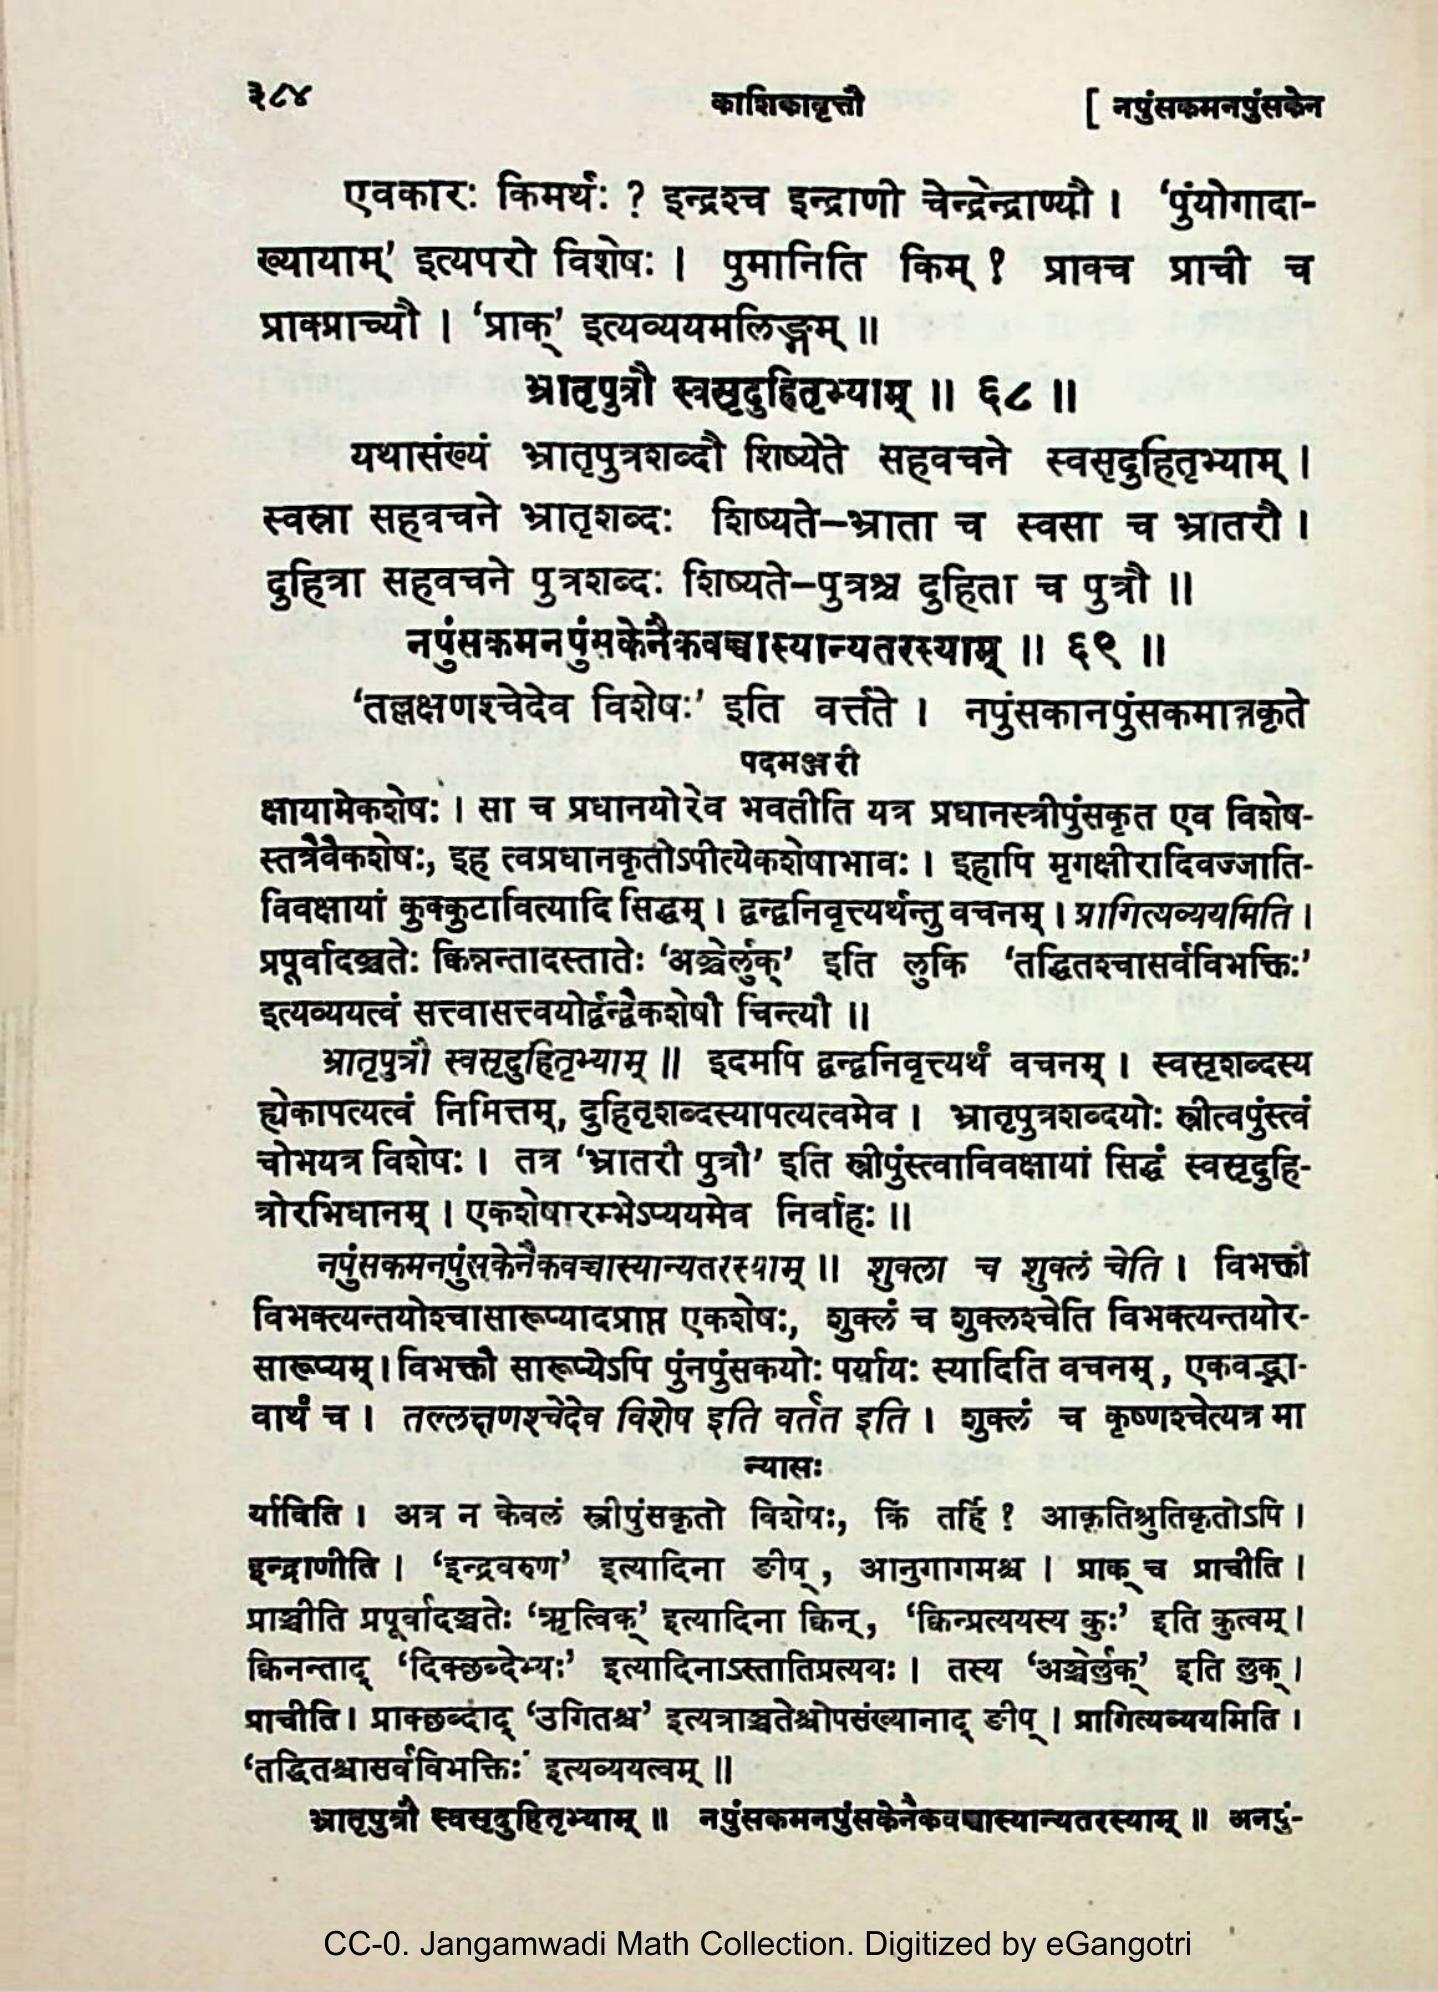 ३८४ काशिकावृत्तौ [ नपुंसकमनपुंसकेन
एवकारः किमर्थः ? इन्द्रश्च इन्द्राणी चेन्द्रेन्द्राण्यौ । ‘पुंयोगादा-
ख्यायाम्’ इत्यपरो विशेषः । पुमानिति किम् ? प्राक्च प्राची च
प्राक्प्राच्यौ । ‘प्राक्’ इत्यव्ययमलिङ्गम् ॥
भ्रातृपुत्रौ स्वसृदुहितृभ्याम् ॥ ६८ ॥
यथासंख्यं भ्रातृपुत्रशब्दौ शिष्येते सहवचने स्वसृदुहितृभ्याम् ।
स्वस्रा सहवचने भ्रातृशब्दः शिष्यते–भ्राता च स्वसा च भ्रातरौ ।
दुहित्रा सहवचने पुत्रशब्दः शिष्यते–पुत्रश्च दुहिता च पुत्रौ ॥
नपुंसकमनपुंसकेनैकवच्चास्यान्यतरस्याम् ॥ ६९ ॥
‘तल्लक्षणश्चेदेव विशेषः’ इति वर्त्तते । नपुंसकानपुंसकमात्रकृते
पदमञ्जरी
क्षायामेकशेषः । सा च प्रधानयोरेव भवतीति यत्र प्रधानस्त्रीपुंसकृत एव विशेष-
स्तत्रैवैकशेषः, इह त्वप्रधानकृतोऽपीत्येकशेषाभावः । इहापि मृगक्षीरादिवज्जाति-
विवक्षायां कुक्कुटावित्यादि सिद्धम् । द्वन्द्वनिवृत्त्यर्थन्तु वचनम् । प्रागित्यव्ययमिति ।
प्रपूर्वादञ्चतेः क्विन्नन्तादस्तातेः ‘अञ्चेर्लुक्’ इति लुकि ‘तद्धितश्चासर्वविभक्तिः’
इत्यव्ययत्वं सत्त्वासत्त्वयोर्द्वन्द्वैकशेषौ चिन्त्यौ ॥
भ्रातृपुत्रौ स्वसृदुहितृभ्याम् ॥ इदमपि द्वन्द्वनिवृत्त्यर्थं वचनम् । स्वसृशब्दस्य
ह्येकापत्यत्वं निमित्तम्, दुहितृशब्दस्यापत्यत्वमेव । भ्रातृपुत्रशब्दयोः स्त्रीत्वपुंस्त्वं
चोभयत्र विशेषः । तत्र ‘भ्रातरौ पुत्रौ’ इति स्त्रीपुंस्त्वाविवक्षायां सिद्धं स्वसृदुहि-
त्रोरभिधानम् । एकशेषारम्भेऽप्ययमेव निर्वाहः ॥
नपुंसकमनपुंसकेनैकवच्चास्यान्यतरस्याम् ॥ शुक्ला च शुक्लं चेति । विभक्तौ
विभक्त्यन्तयोश्चासारूप्यादप्राप्त एकशेषः, शुक्लं च शुक्लश्चेति विभक्त्यन्तयोर-
सारूप्यम् । विभक्तौ सारूप्येऽपि पुंनपुंसकयोः पर्यायः स्यादिति वचनम् , एकवद्भा-
वार्थं च । तल्लक्षणश्चेदेव विशेष इति वर्तत इति । शुक्लं च कृष्णश्चेत्यत्र मा
न्यासः
र्याविति । अत्र न केवलं स्त्रीपुंसकृतो विशेषः, किं तर्हि ? आकृतिश्रुतिकृतोऽपि ।
इन्द्राणीति । ‘इन्द्रवरुण’ इत्यादिना ङीष् , आनुगागमश्च । प्राक् च प्राचीति ।
प्राञ्चीति प्रपूर्वादञ्चतेः ‘ऋत्विक्’ इत्यादिना क्विन् , ‘क्विन्प्रत्ययस्य कुः’ इति कुत्वम् ।
क्विनन्ताद् ‘दिक्छब्देभ्यः’ इत्यादिनाऽस्तातिप्रत्ययः । तस्य ‘अञ्चेर्लुक्’ इति लुक् ।
प्राचीति । प्राक्छब्दाद् ‘उगितश्च’ इत्यत्राञ्चतेश्चोपसंख्यानाद् ङीप् । प्रागित्यव्ययमिति ।
‘तद्धितश्चासर्वविभक्तिः’ इत्यव्ययत्वम् ॥
भ्रातृपुत्रौ स्वसृदुहितृभ्याम् ॥ नपुंसकमनपुंसकेनैकवच्चास्यान्यतरस्याम् ॥ अनपुं-
CC-0. Jangamwadi Math Collection. Digitized by eGangotri